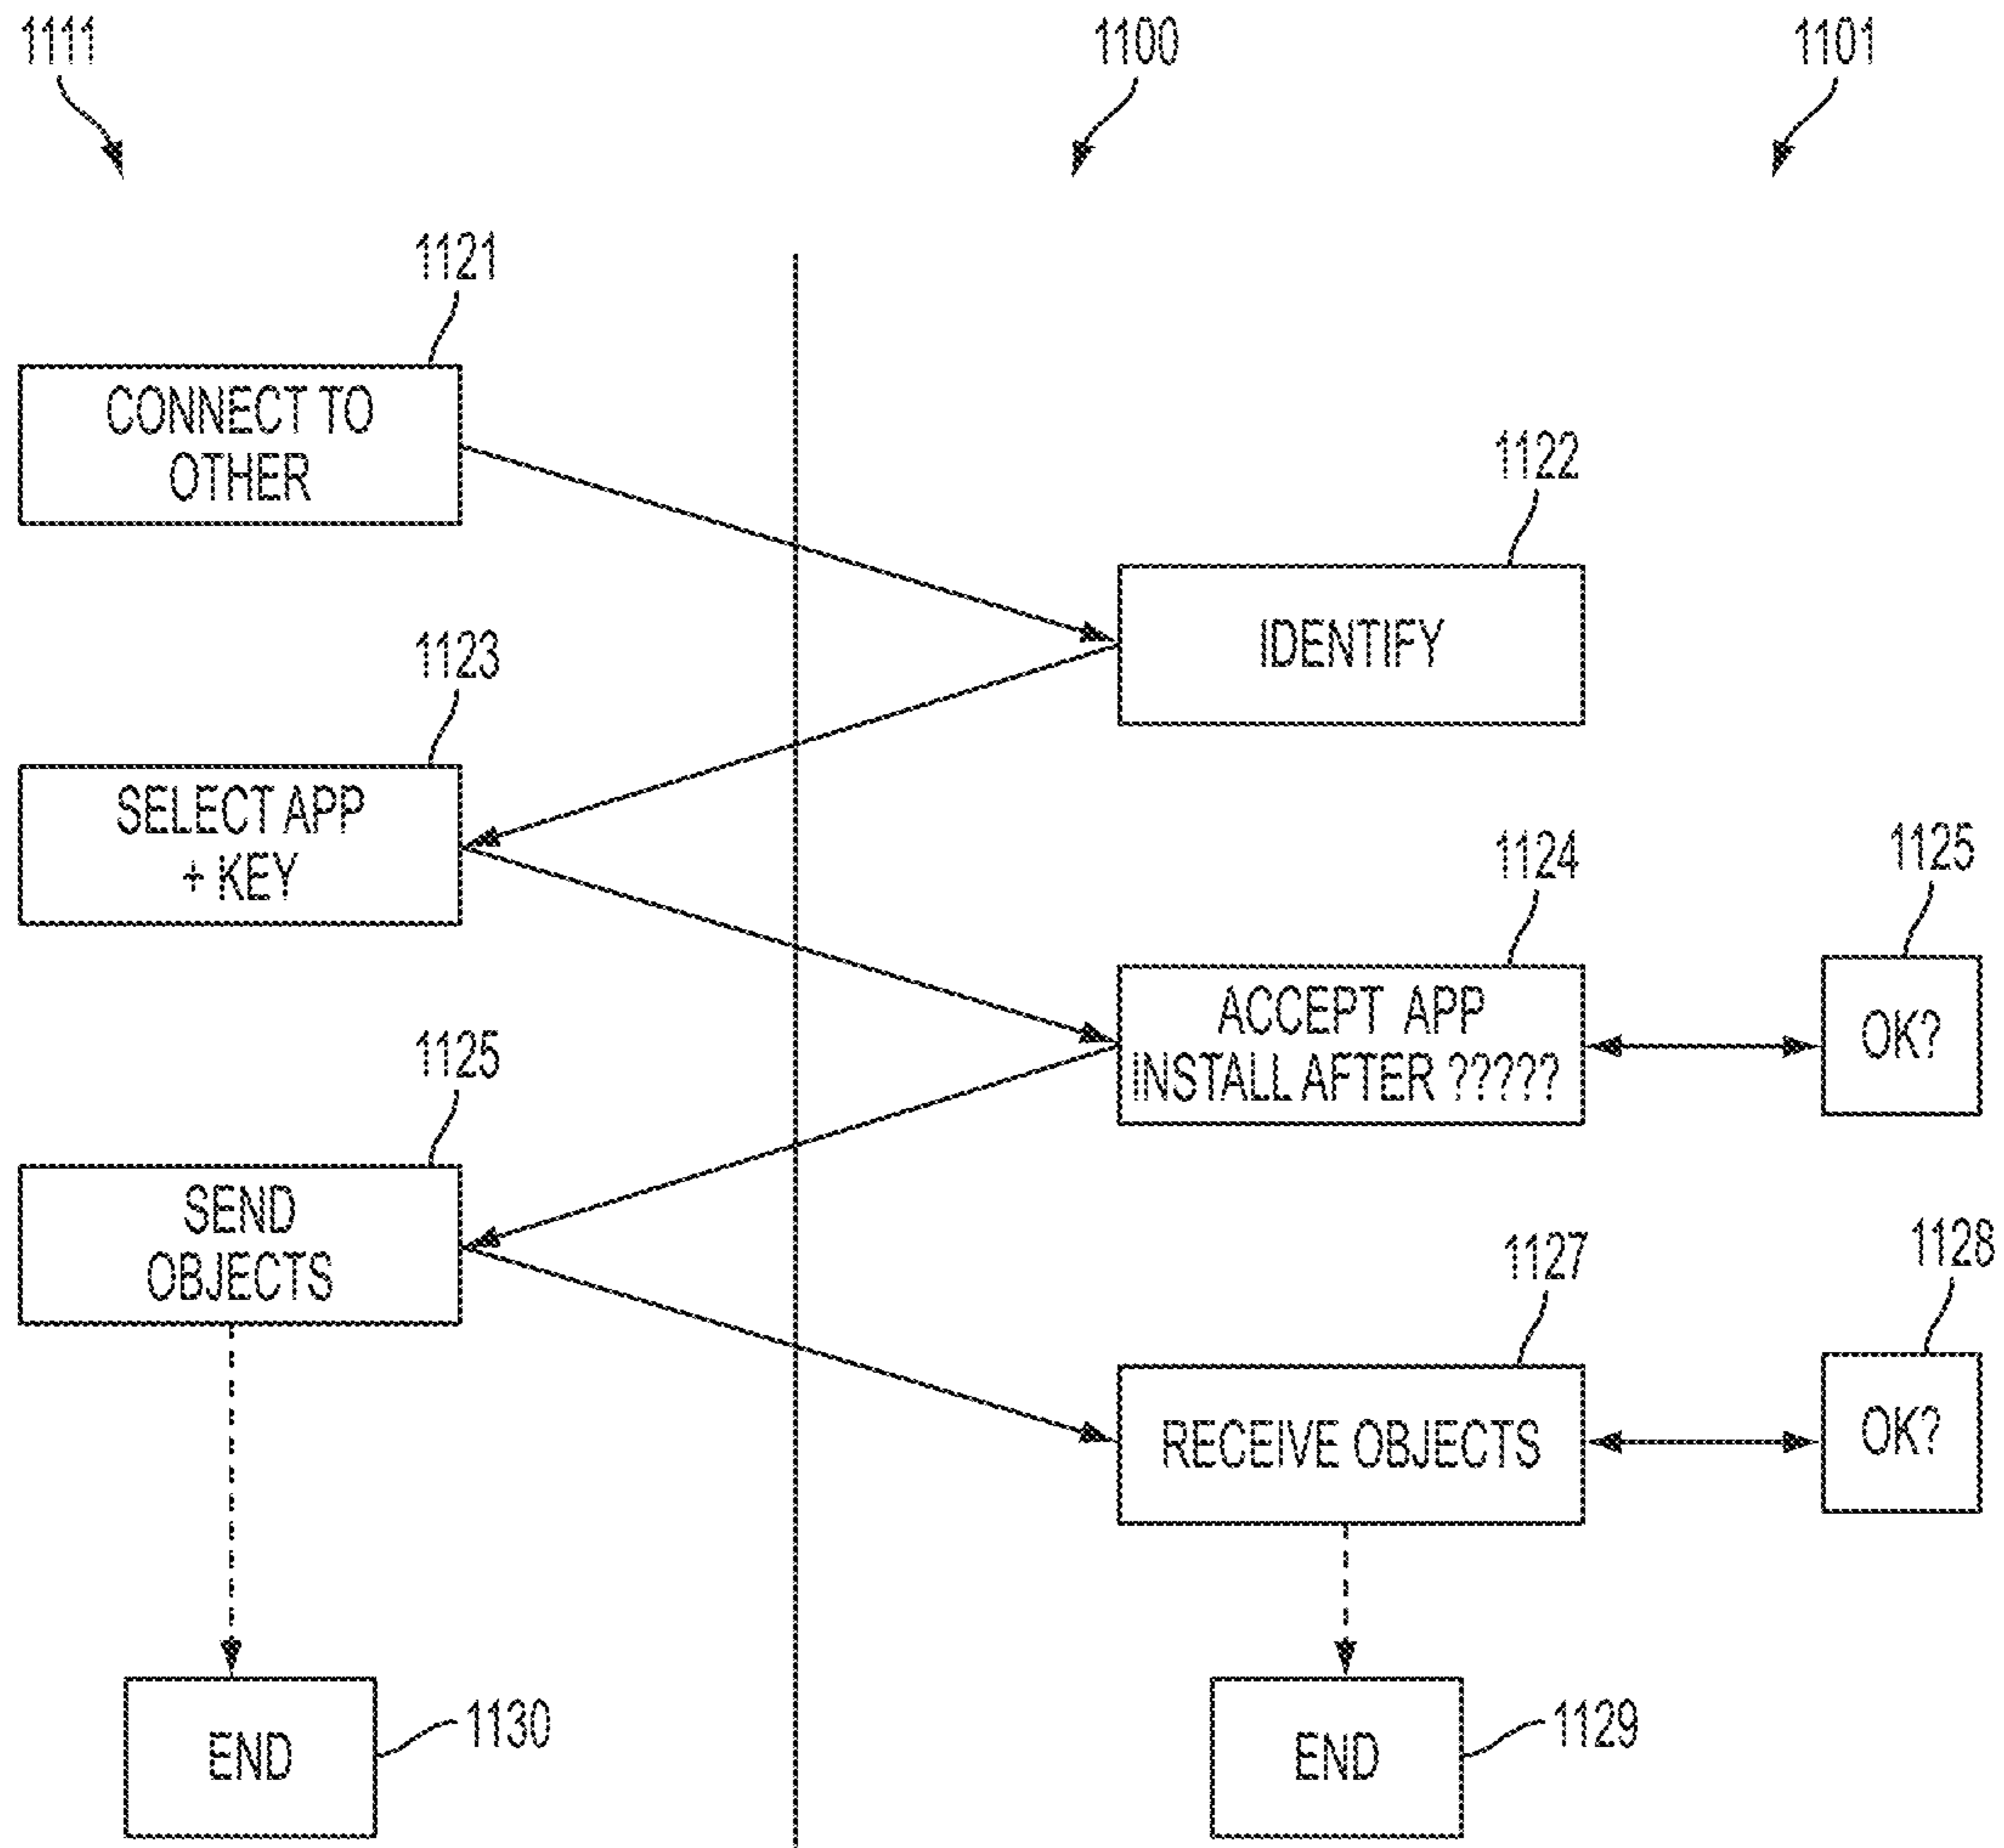 1111
1100
1101
1121
CONNECT TO
OTHER
1122
IDENTIFY
1123
SELECT APP
+ KEY
1124
ACCEPT APP
INSTALL AFTER ?????
1125
OK?
1125
SEND
OBJECTS
1127
RECEIVE OBJECTS
1128
OK?
END
1130
END
1129